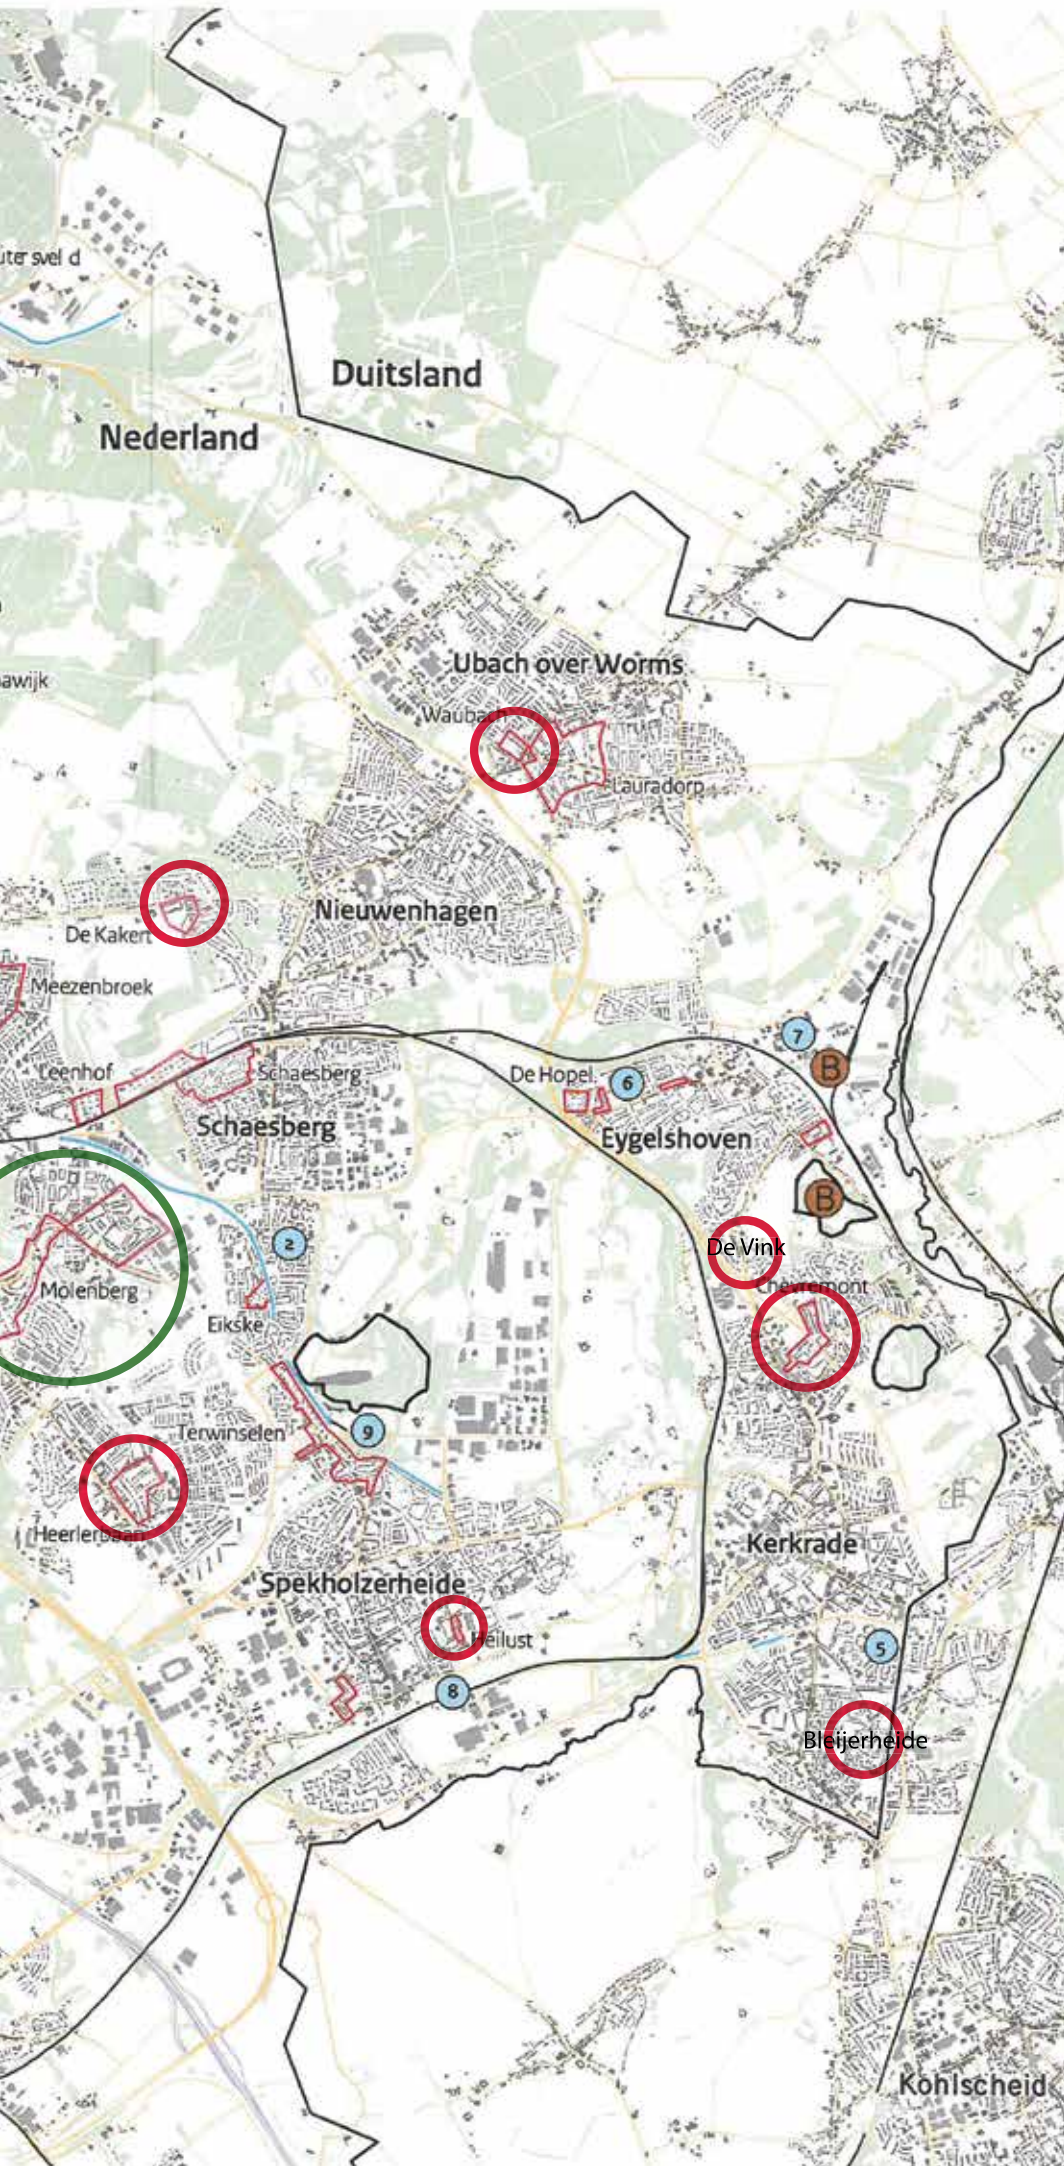 uter svel d
Duitsland
Nederland
awijk
Ubach over Worms
Waubach
Lauradorp
Nieuwenhagen
De Kakert
Meezenbroek
7
B
Leenhof
Schaesberg
De Hopel
6
Schaesberg
Eygelshoven
B
2
De Vink
Molenberg
Chevremont
Eikske
Terwinselen
9
Heerlerbaan
Kerkrade
Spekholzerheide
Heilust
5
8
Bleijerheide
Kohlscheid